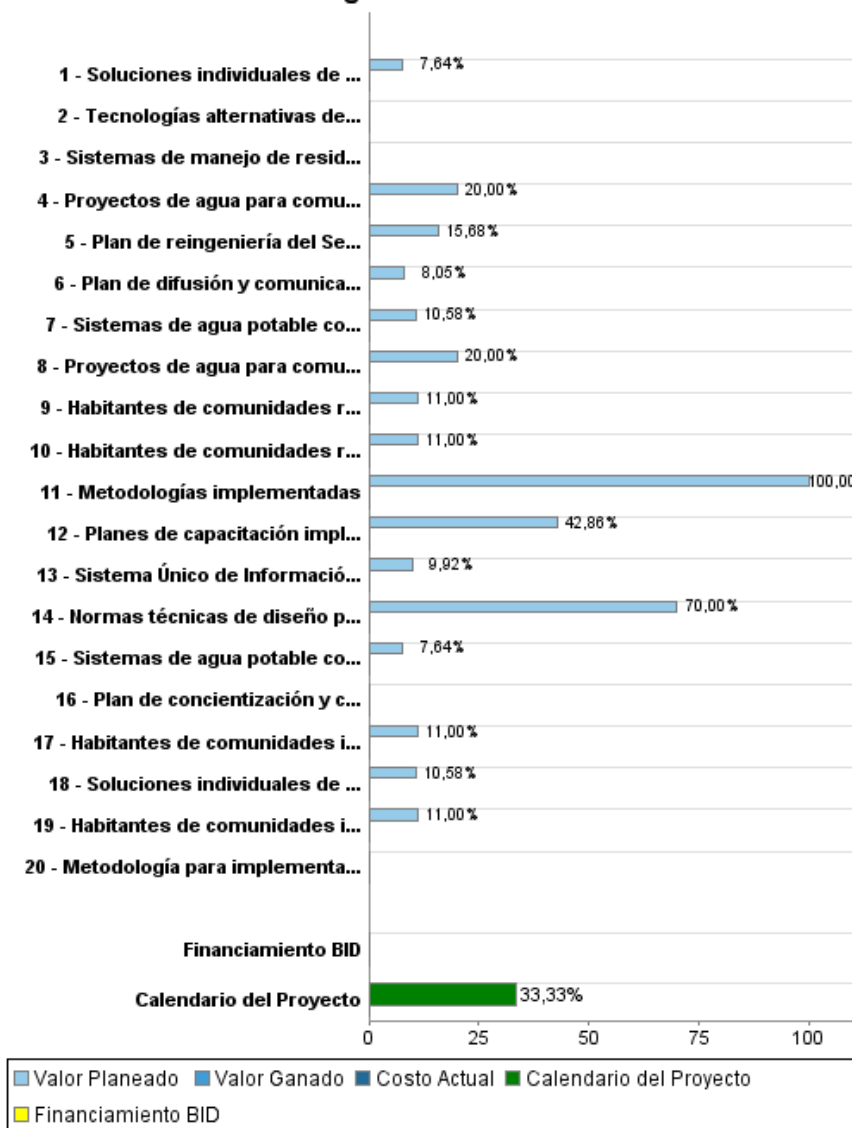 1 - Soluciones individuales de ... 7,64%
2 - Tecnologías alternativas de...
3 - Sistemas de manejo de resid...
4 - Proyectos de agua para comu... 20,00%
5 - Plan de reingeniería del Se... 15,68%
6 - Plan de difusión y comunica... 8,05%
7 - Sistemas de agua potable co... 10,58%
8 - Proyectos de agua para comu... 20,00%
9 - Habitantes de comunidades r... 11,00%
10 - Habitantes de comunidades r... 11,00%
11 - Metodologías implementadas 100,00
12 - Planes de capacitación impl... 42,86%
13 - Sistema Único de Informació... 9,92%
14 - Normas técnicas de diseño p... 70,00%
15 - Sistemas de agua potable co... 7,64%
16 - Plan de concientización y c...
17 - Habitantes de comunidades i... 11,00%
18 - Soluciones individuales de ... 10,58%
19 - Habitantes de comunidades i... 11,00%
20 - Metodología para implementa...
Financiamiento BID
Calendario del Proyecto 33,33%
0 25 50 75 100
Valor Planeado Valor Ganado Costo Actual Calendario del Proyecto
Financiamiento BID